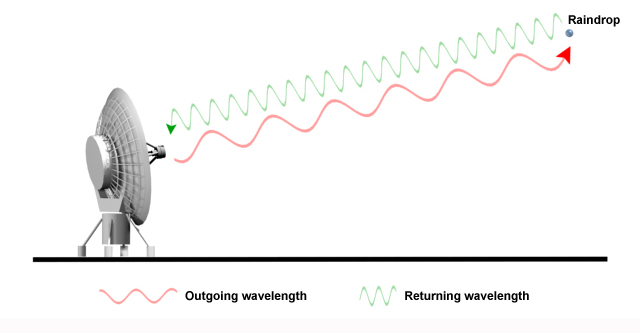 Raindrop
Outgoing wavelength
Returning wavelength